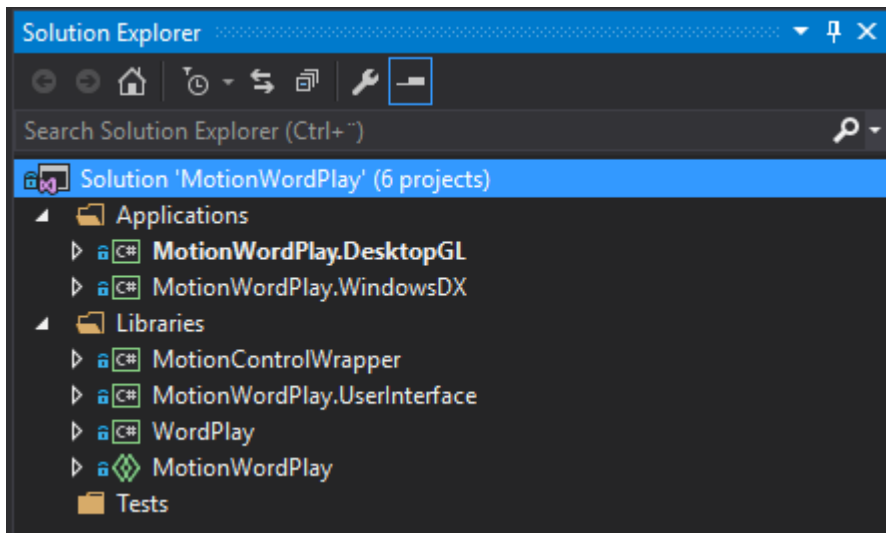 Solution Explorer
Search Solution Explorer (Ctrl+¨)
Solution 'MotionWordPlay' (6 projects)
Applications
C# MotionWordPlay.DesktopGL
C# MotionWordPlay.WindowsDX
Libraries
C# MotionControlWrapper
C# MotionWordPlay.UserInterface
C# WordPlay
MotionWordPlay
Tests